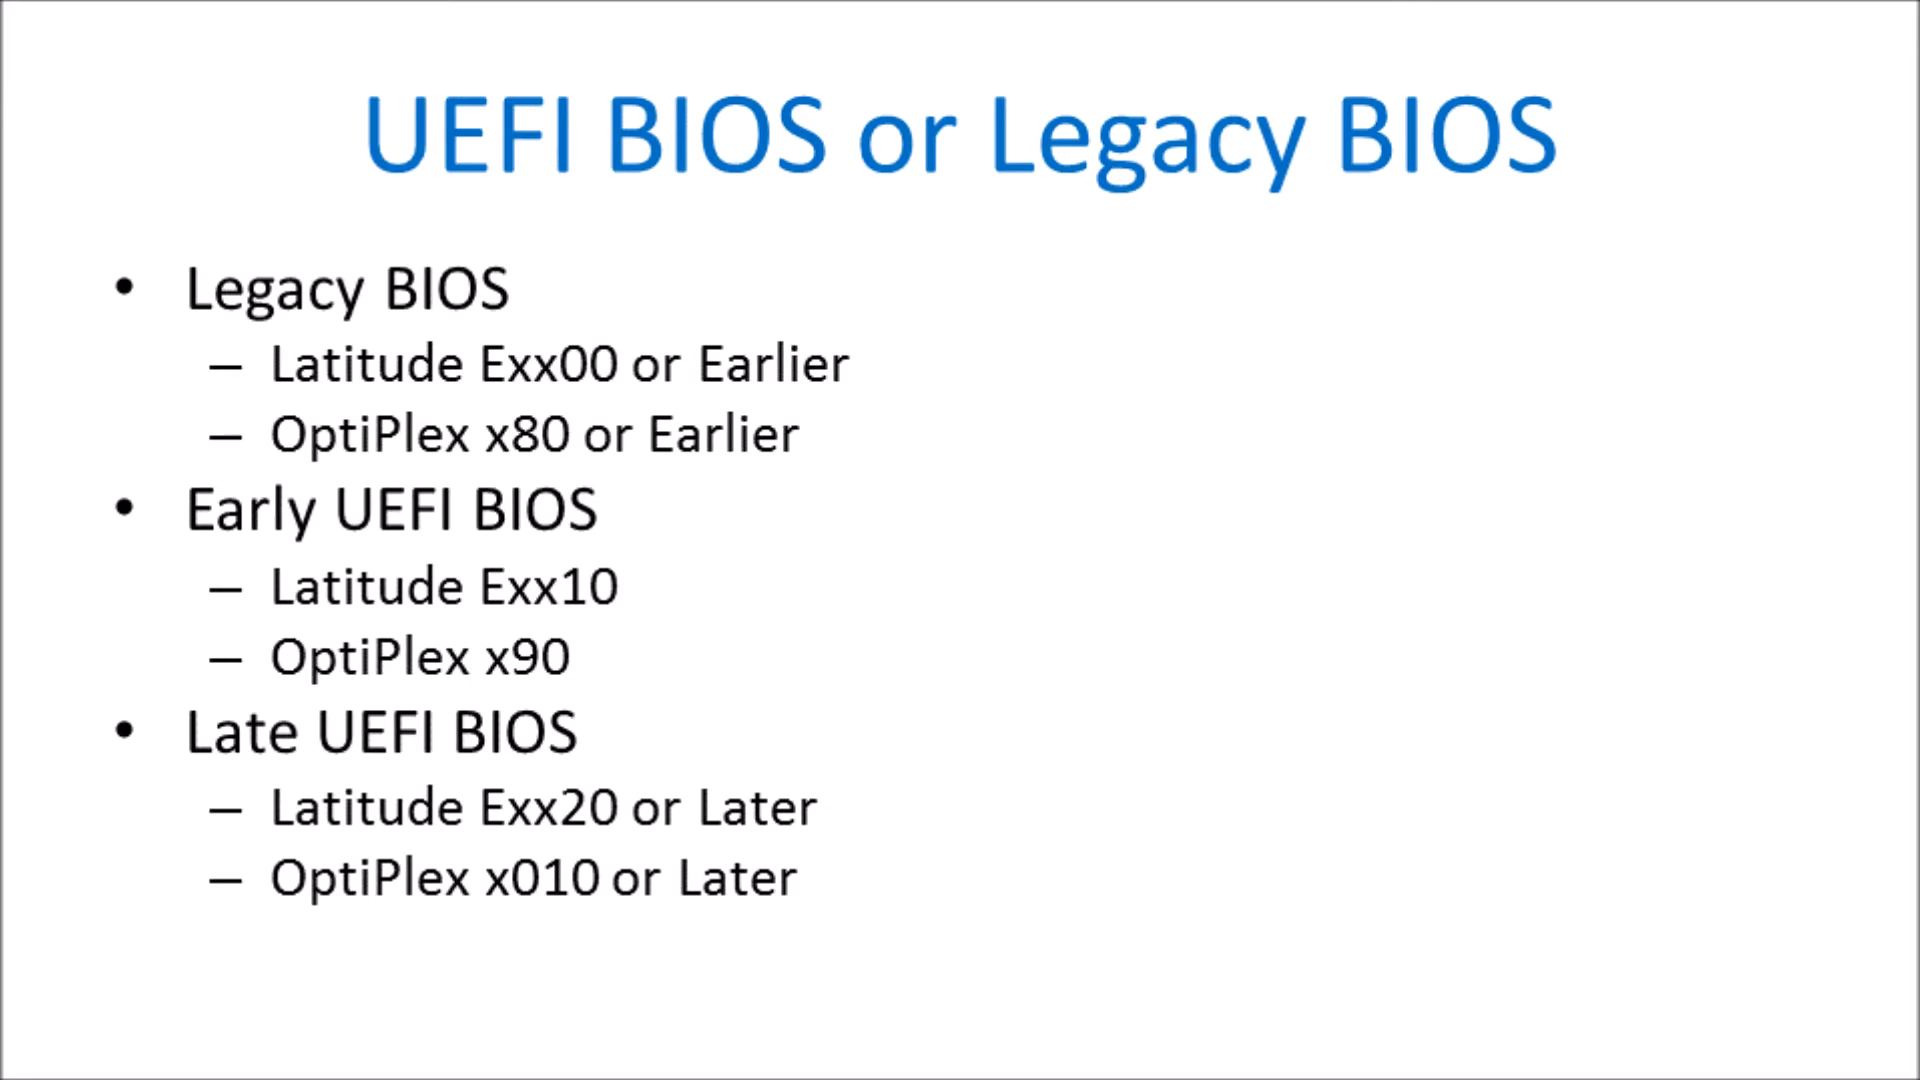 UEFI BIOS or Legacy BIOS
• Legacy BIOS
– Latitude Exx00 or Earlier
– OptiPlex x80 or Earlier
• Early UEFI BIOS
– Latitude Exx10
– OptiPlex x90
• Late UEFI BIOS
– Latitude Exx20 or Later
– OptiPlex x010 or Later